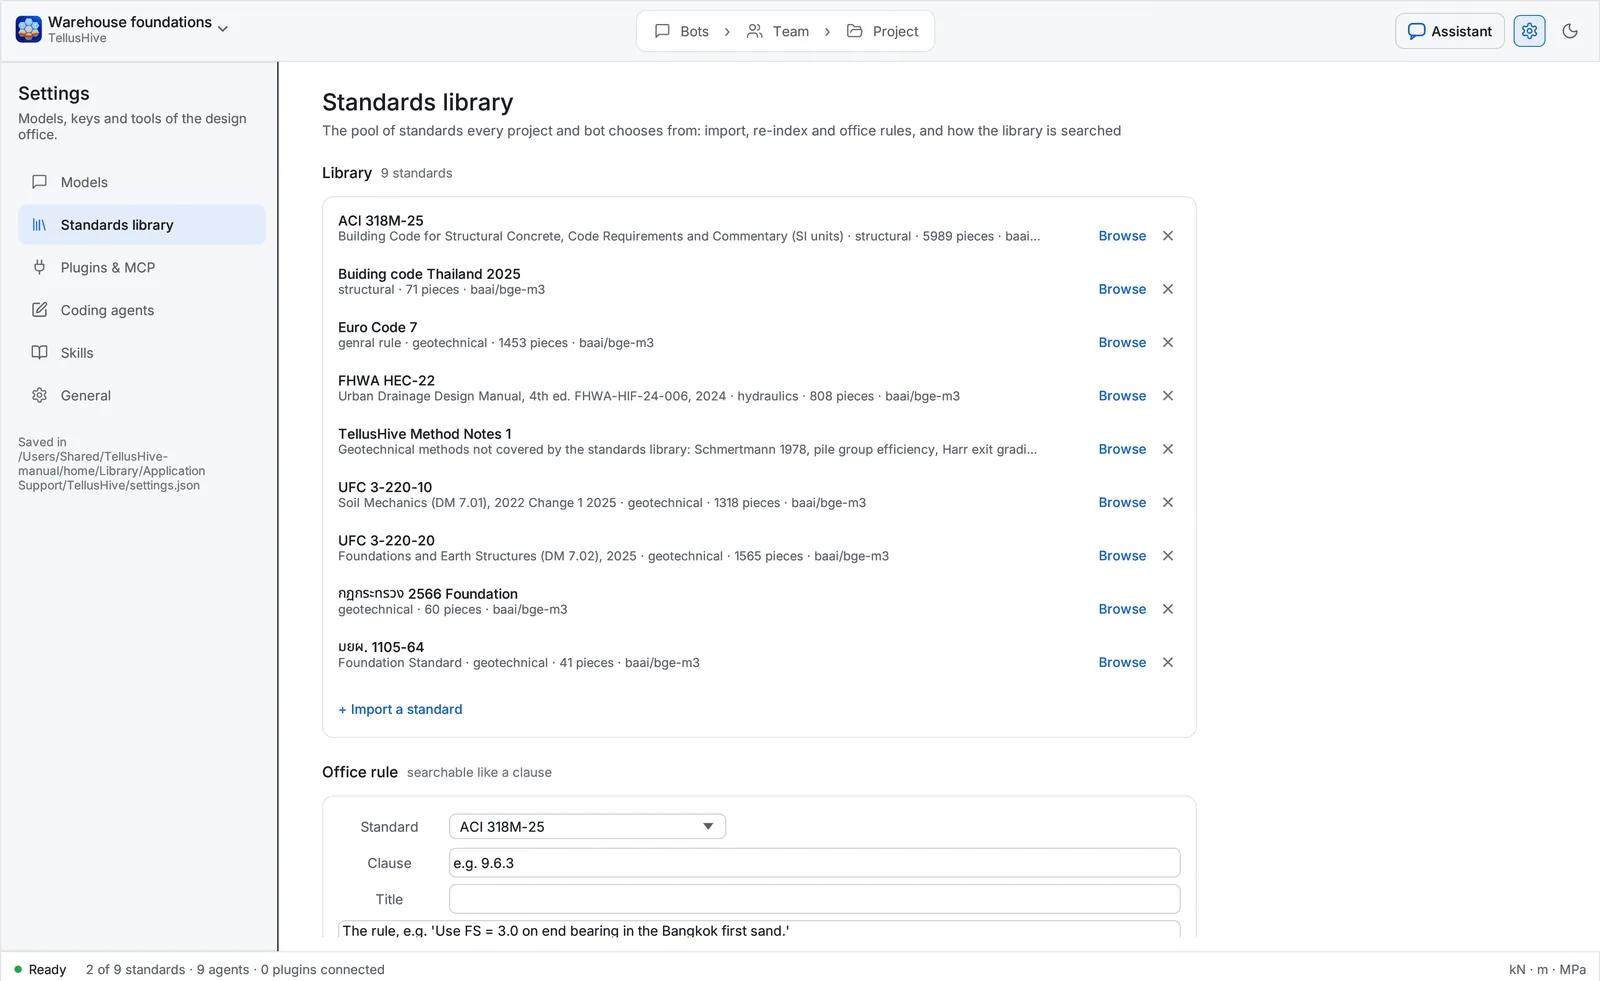 Warehouse foundations
TellusHive
Bots › Team › Project
Assistant
Settings
Models, keys and tools of the design
office.
Models
Standards library
Plugins & MCP
Coding agents
Skills
General
Saved in
/Users/Shared/TellusHive-
manual/home/Library/Application
Support/TellusHive/settings.json
Standards library
The pool of standards every project and bot chooses from: import, re-index and office rules, and how the library is searched
Library 9 standards
ACI 318M-25
Building Code for Structural Concrete, Code Requirements and Commentary (SI units) · structural · 5989 pieces · baai...
Browse ×
Buiding code Thailand 2025
structural · 71 pieces · baai/bge-m3
Browse ×
Euro Code 7
genral rule · geotechnical · 1453 pieces · baai/bge-m3
Browse ×
FHWA HEC-22
Urban Drainage Design Manual, 4th ed. FHWA-HIF-24-006, 2024 · hydraulics · 808 pieces · baai/bge-m3
Browse ×
TellusHive Method Notes 1
Geotechnical methods not covered by the standards library: Schmertmann 1978, pile group efficiency, Harr exit gradi...
Browse ×
UFC 3-220-10
Soil Mechanics (DM 7.01), 2022 Change 1 2025 · geotechnical · 1318 pieces · baai/bge-m3
Browse ×
UFC 3-220-20
Foundations and Earth Structures (DM 7.02), 2025 · geotechnical · 1565 pieces · baai/bge-m3
Browse ×
กฎกระทรวง 2566 Foundation
geotechnical · 60 pieces · baai/bge-m3
Browse ×
มยผ. 1105-64
Foundation Standard · geotechnical · 41 pieces · baai/bge-m3
Browse ×
+ Import a standard
Office rule searchable like a clause
Standard ACI 318M-25
Clause e.g. 9.6.3
Title
The rule, e.g. 'Use FS = 3.0 on end bearing in the Bangkok first sand.'
Ready 2 of 9 standards · 9 agents · 0 plugins connected
kN · m · MPa